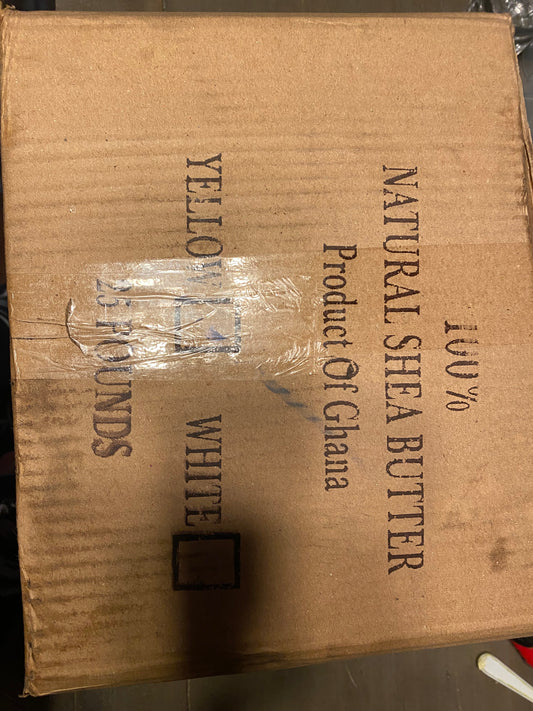 100%
NATURAL SHEA BUTTER
Product Of Ghana
YELLOW WHITE
25 POUNDS